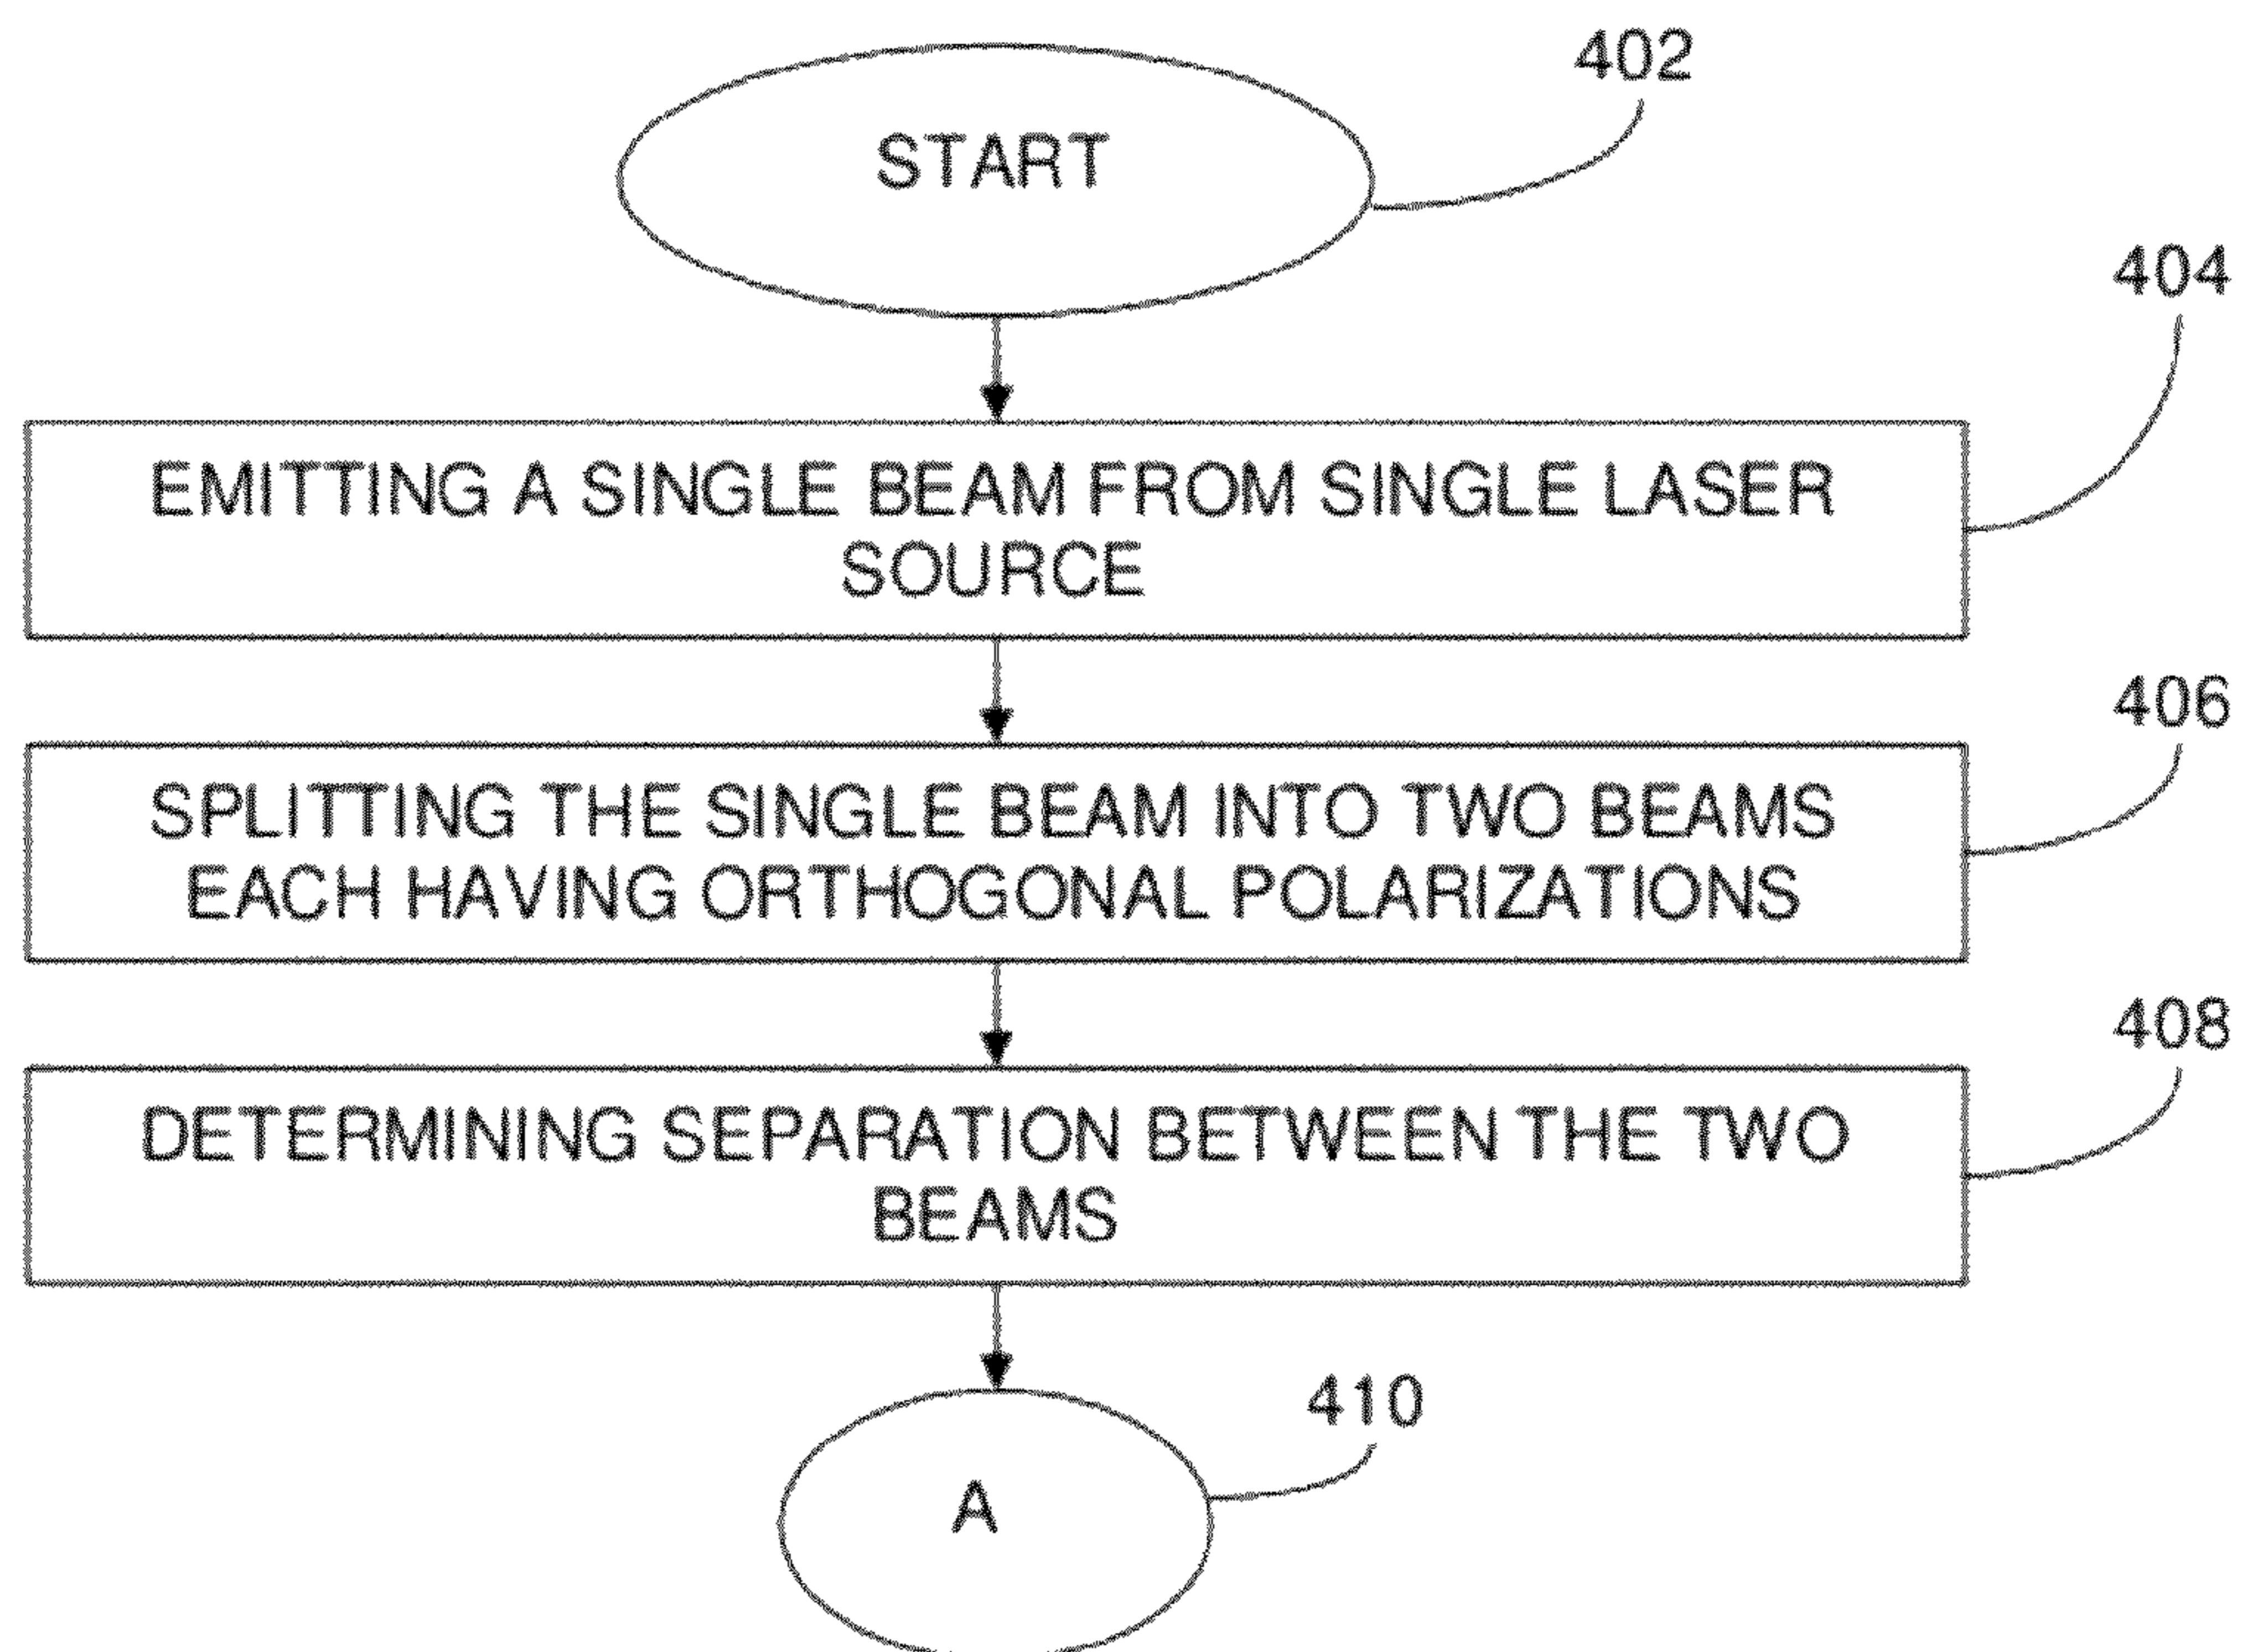 402
START
404
EMITTING A SINGLE BEAM FROM SINGLE LASER
SOURCE
406
SPLITTING THE SINGLE BEAM INTO TWO BEAMS
EACH HAVING ORTHOGONAL POLARIZATIONS
408
DETERMINING SEPARATION BETWEEN THE TWO
BEAMS
410
A